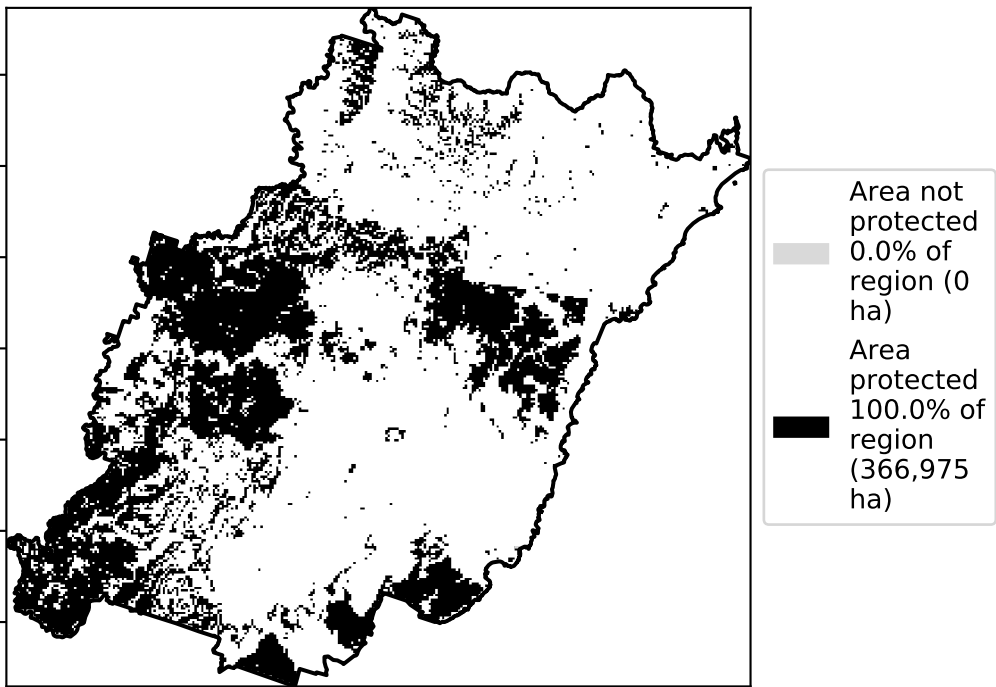 Area not
protected
0.0% of
region (0
ha)
Area
protected
100.0% of
region
(366,975
ha)